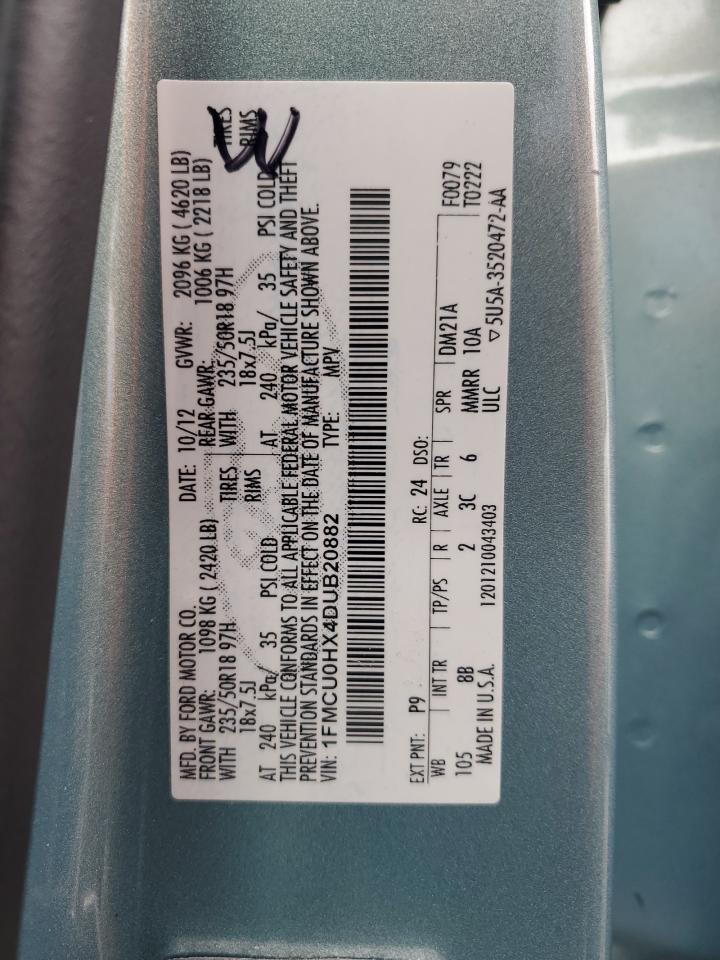 MFD. BY FORD MOTOR CO. DATE: 10/12 GVWR: 2096 KG ( 4620 LB)
FRONT GAWR: 1098 KG ( 2420 LB) REAR GAWR: 1006 KG ( 2218 LB)
WITH 235/50R18 97H TIRES WITH 235/50R18 97H TIRES
18x7.5J RIMS 18x7.5J RIMS
AT 240 kPa/ 35 PSI COLD AT 240 kPa/ 35 PSI COLD
THIS VEHICLE CONFORMS TO ALL APPLICABLE FEDERAL MOTOR VEHICLE SAFETY AND THEFT
PREVENTION STANDARDS IN EFFECT ON THE DATE OF MANUFACTURE SHOWN ABOVE.
VIN: 1FMCU0HX4DUB20882 TYPE: MPV
EXT PNT: P9 RC: 24 DSO: F0079
WB INT TR TP/PS R AXLE TR SPR DM21A T0222
105 8B 2 3C 6 MMRR 10A
1201210043403 ULC
MADE IN U.S.A. ▽ 5U5A-3520472-AA